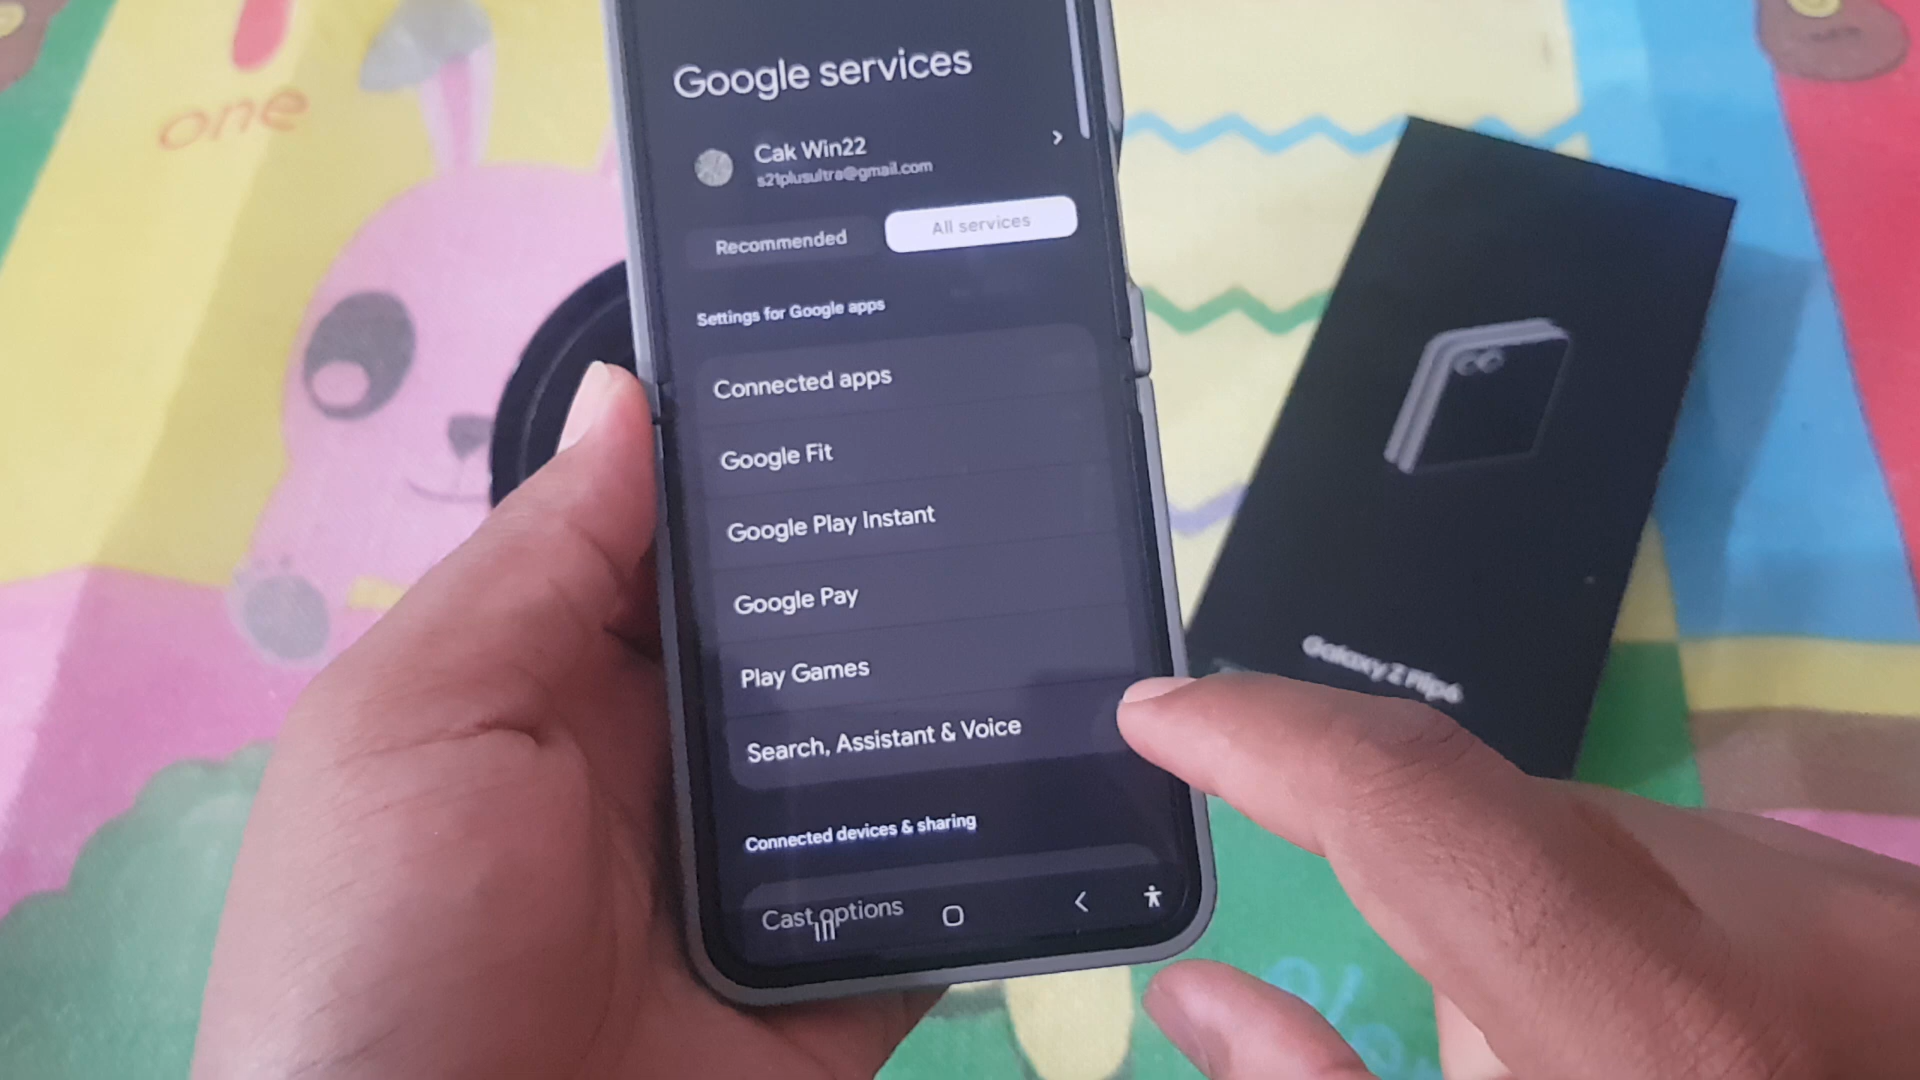 one
Google services
Cak Win22
s21plusultra@gmail.com
Recommended
All services
Settings for Google apps
Connected apps
Google Fit
Google Play Instant
Google Pay
Play Games
Search, Assistant & Voice
Connected devices & sharing
Cast options
Galaxy Z Flip6
%